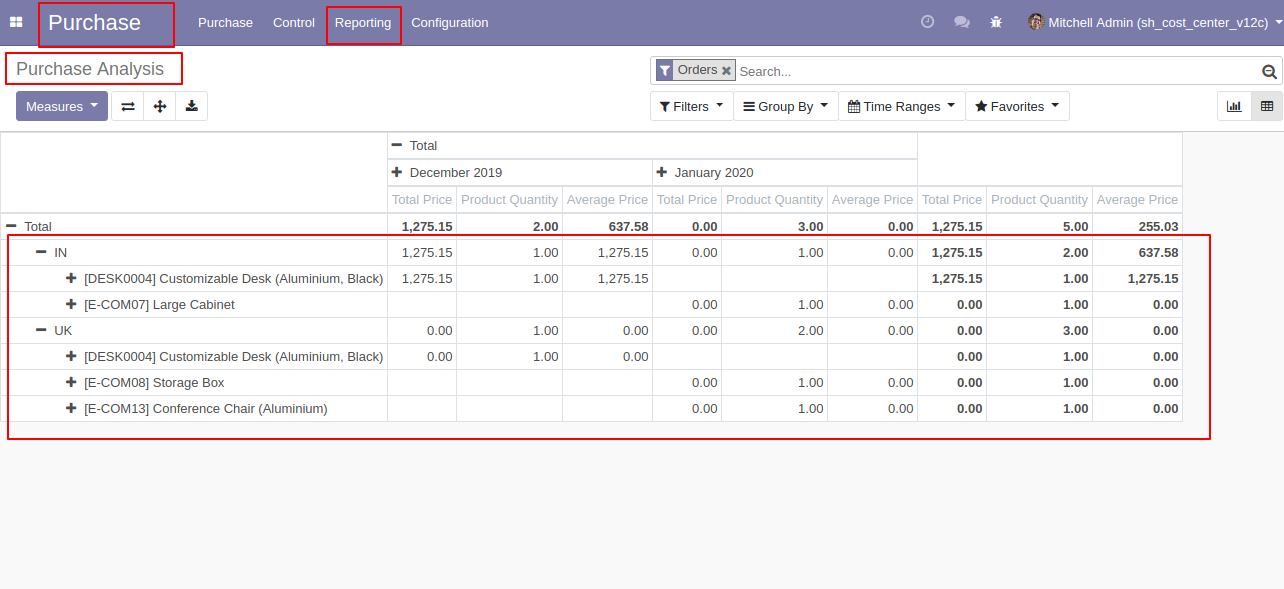 Purchase Purchase Control Reporting Configuration Mitchell Admin (sh_cost_center_v12c)
Purchase Analysis Orders Search...
Measures Filters Group By Time Ranges Favorites
Total
December 2019 January 2020
Total Price Product Quantity Average Price Total Price Product Quantity Average Price Total Price Product Quantity Average Price
Total 1,275.15 2.00 637.58 0.00 3.00 0.00 1,275.15 5.00 255.03
IN 1,275.15 1.00 1,275.15 0.00 1.00 0.00 1,275.15 2.00 637.58
[DESK0004] Customizable Desk (Aluminium, Black) 1,275.15 1.00 1,275.15 1,275.15 1.00 1,275.15
[E-COM07] Large Cabinet 0.00 1.00 0.00 0.00 1.00 0.00
UK 0.00 1.00 0.00 0.00 2.00 0.00 0.00 3.00 0.00
[DESK0004] Customizable Desk (Aluminium, Black) 0.00 1.00 0.00 0.00 1.00 0.00
[E-COM08] Storage Box 0.00 1.00 0.00 0.00 1.00 0.00
[E-COM13] Conference Chair (Aluminium) 0.00 1.00 0.00 0.00 1.00 0.00